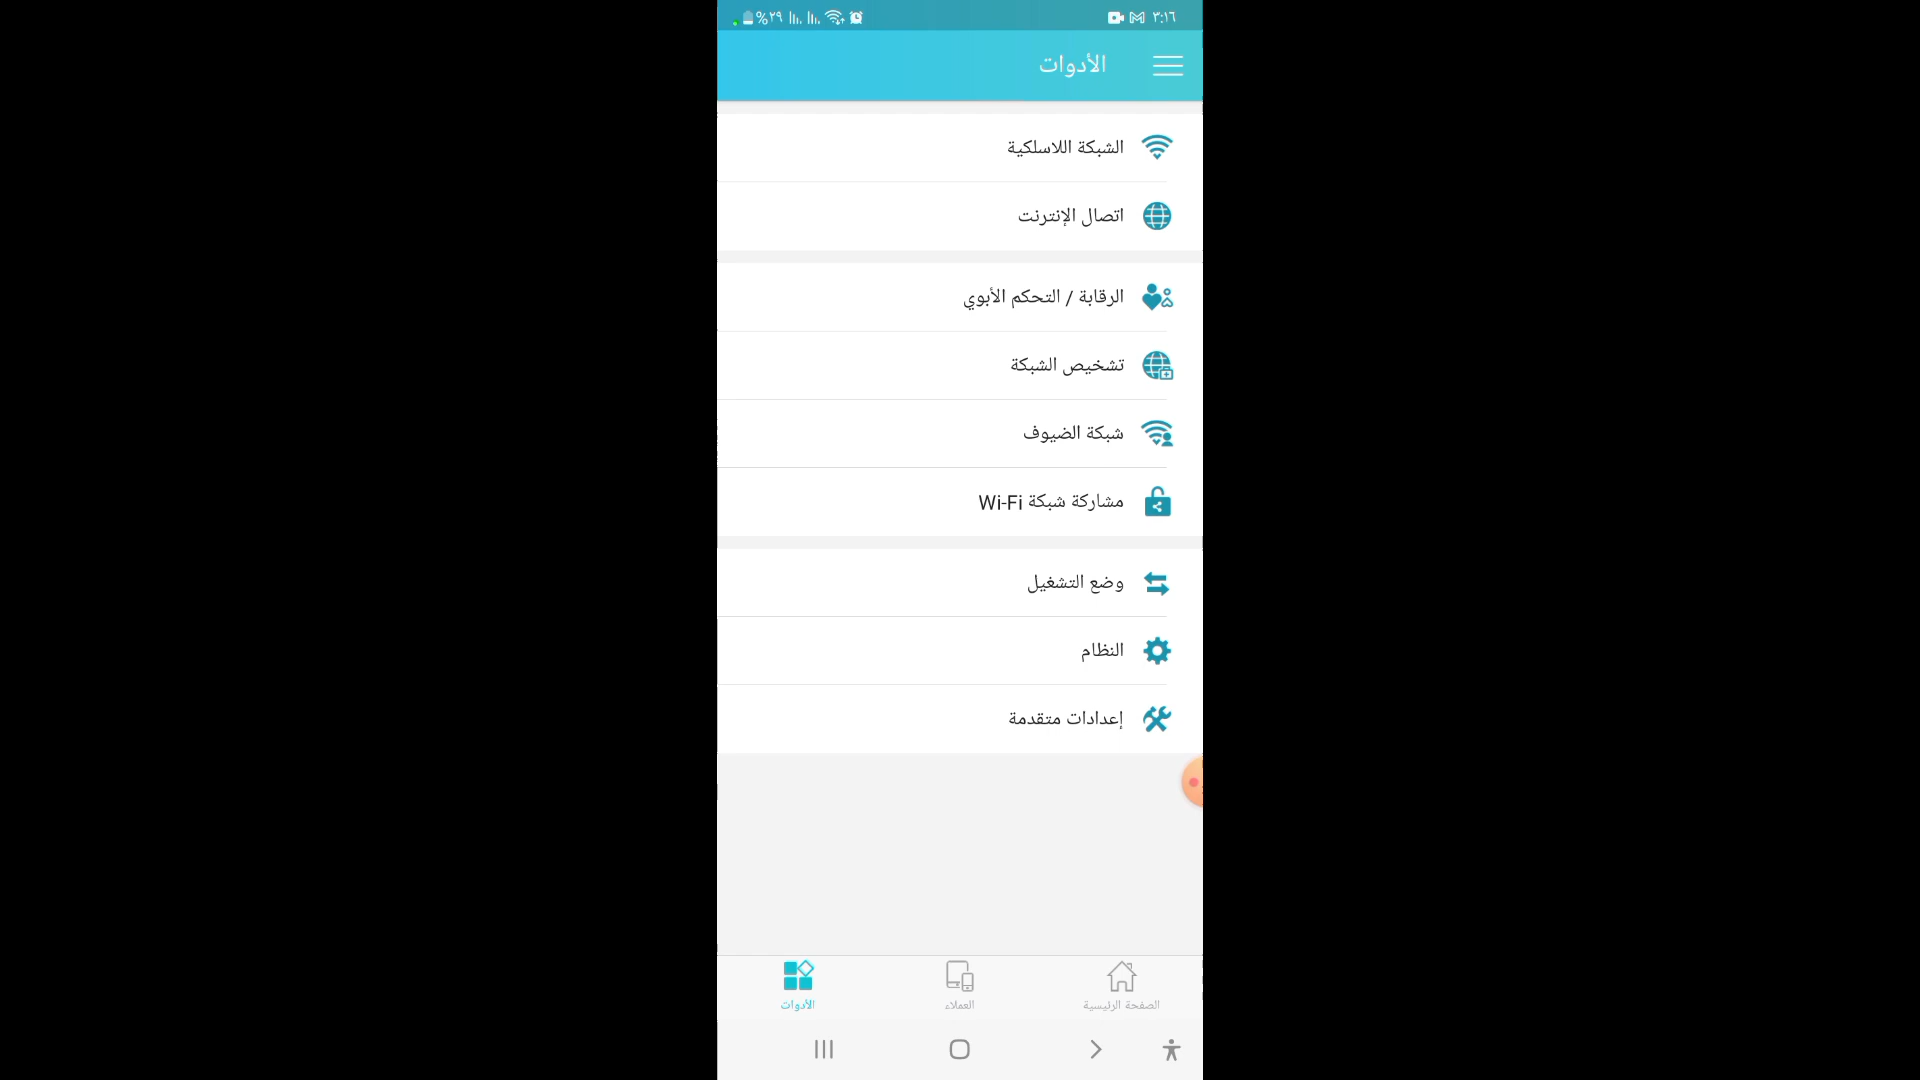 ٣:١٦
%٢٩
الأدوات
الشبكة اللاسلكية
اتصال الإنترنت
الرقابة / التحكم الأبوي
تشخيص الشبكة
شبكة الضيوف
مشاركة شبكة Wi-Fi
وضع التشغيل
النظام
إعدادات متقدمة
الصفحة الرئيسية
العملاء
الأدوات